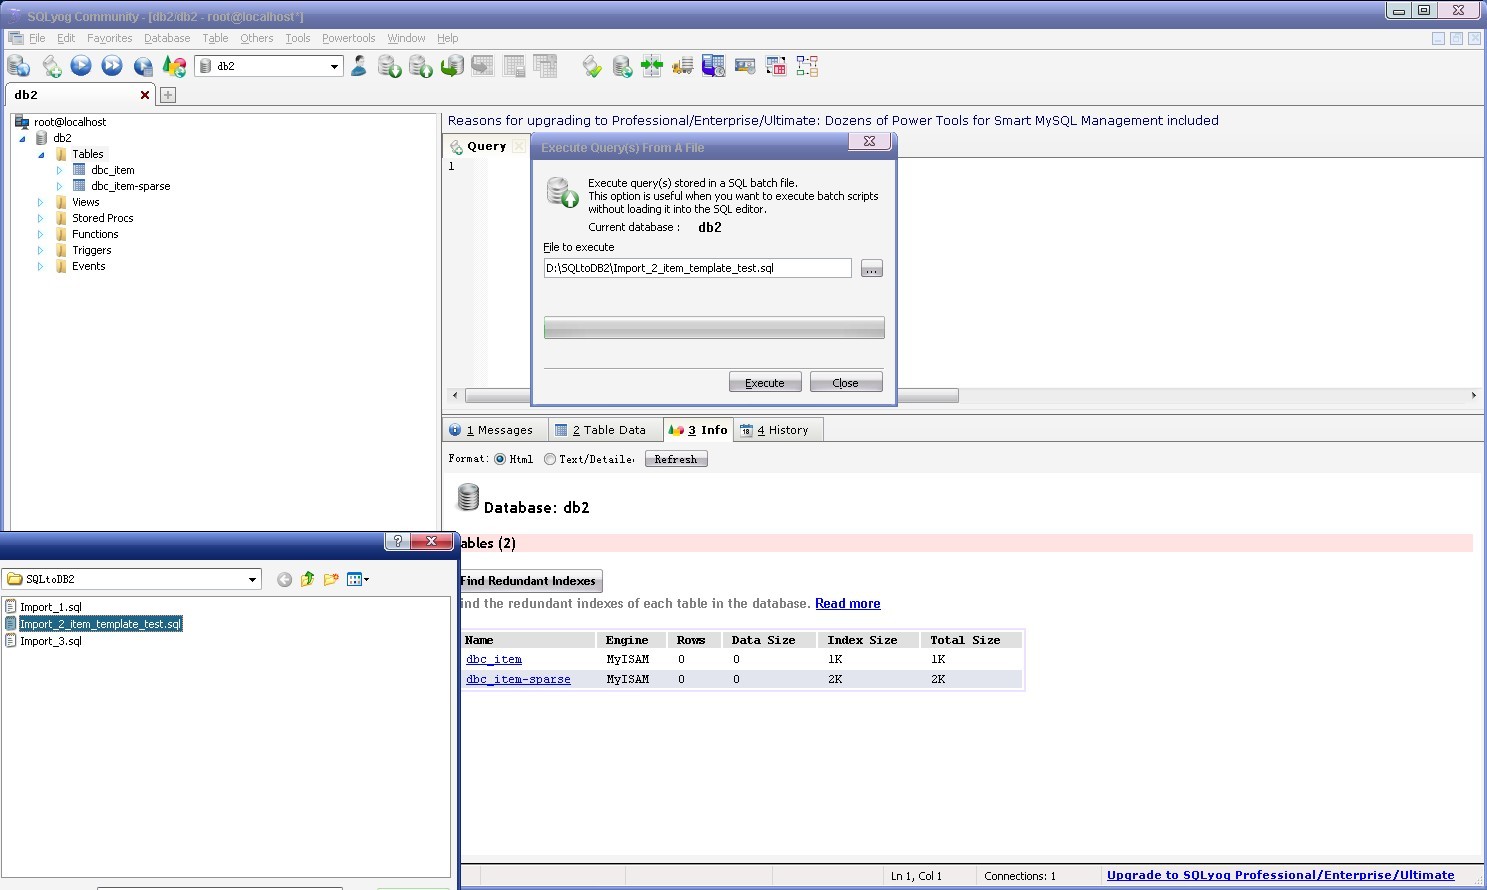 SQLyog Community - [db2/db2 - root@localhost*]
File Edit Favorites Database Table Others Tools Powertools Window Help
db2
db2
root@localhost
db2
Tables
dbc_item
dbc_item-sparse
Views
Stored Procs
Functions
Triggers
Events
Reasons for upgrading to Professional/Enterprise/Ultimate: Dozens of Power Tools for Smart MySQL Management included
Query
1
Execute Query(s) From A File
Execute query(s) stored in a SQL batch file.
This option is useful when you want to execute batch scripts
without loading it into the SQL editor.
Current database : db2
File to execute
D:\SQLtoDB2\Import_2_item_template_test.sql
...
Execute Close
1 Messages 2 Table Data 3 Info 4 History
Format: Html Text/Detaile Refresh
Database: db2
ables (2)
Find Redundant Indexes
ind the redundant indexes of each table in the database. Read more
Name Engine Rows Data Size Index Size Total Size
dbc_item MyISAM 0 0 1K 1K
dbc_item-sparse MyISAM 0 0 2K 2K
SQLtoDB2
Import_1.sql
Import_2_item_template_test.sql
Import_3.sql
Ln 1, Col 1 Connections: 1 Upgrade to SQLyog Professional/Enterprise/Ultimate